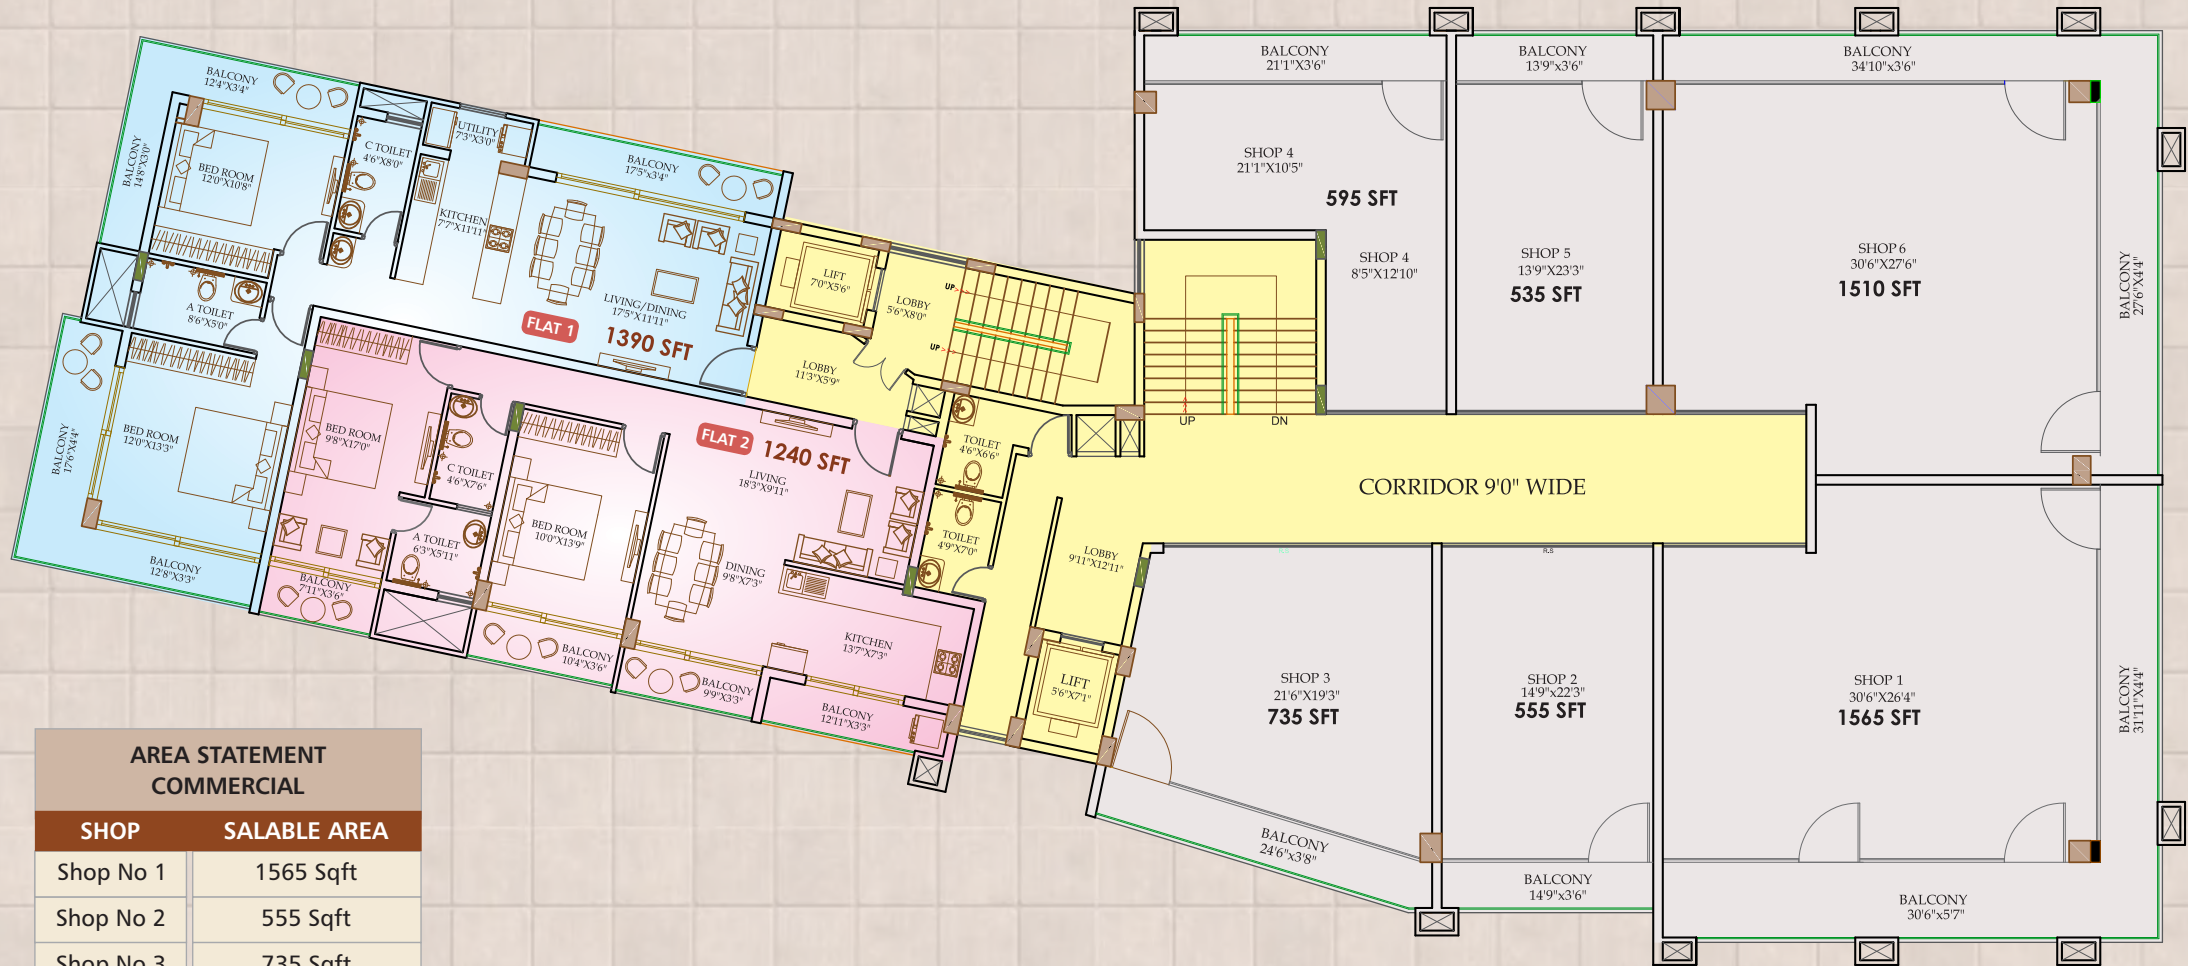 BALCONY
12'4"X3'4"
BALCONY
14'8"X3'0"
BED ROOM
12'0"X10'8"
C TOILET
4'6"X8'0"
UTILITY
7'3"X3'0"
BALCONY
17'5"x3'4"
KITCHEN
7'7"X11'11"
A TOILET
8'6"X5'0"
LIVING/DINING
17'5"X11'11"
FLAT 1
1390 SFT
BED ROOM
12'0"X13'3"
BALCONY
17'6"X4'4"
BALCONY
12'8"X3'3"
LIFT
7'0"X5'6"
LOBBY
5'6"X8'0"
UP
UP
LOBBY
11'3"X5'9"
BED ROOM
9'8"X17'0"
C TOILET
4'6"X7'6"
A TOILET
6'3"X5'11"
BALCONY
7'11"X3'6"
BED ROOM
10'0"X13'9"
BALCONY
10'4"X3'6"
FLAT 2
1240 SFT
LIVING
18'3"X9'11"
DINING
9'8"X7'3"
KITCHEN
13'7"X7'3"
BALCONY
9'9"X3'3"
BALCONY
12'11"X3'3"
TOILET
4'6"X6'6"
TOILET
4'9"X7'0"
LOBBY
9'11"X12'11"
LIFT
5'6"X7'1"
UP
DN
CORRIDOR 9'0" WIDE
R.S
BALCONY
21'1"X3'6"
SHOP 4
21'1"X10'5"
595 SFT
SHOP 4
8'5"X12'10"
BALCONY
13'9"x3'6"
SHOP 5
13'9"X23'3"
535 SFT
BALCONY
34'10"x3'6"
SHOP 6
30'6"X27'6"
1510 SFT
BALCONY
27'6"X4'4"
SHOP 3
21'6"X19'3"
735 SFT
BALCONY
24'6"x3'8"
SHOP 2
14'9"x22'3"
555 SFT
BALCONY
14'9"x3'6"
SHOP 1
30'6"X26'4"
1565 SFT
BALCONY
31'11"X4'4"
BALCONY
30'6"x5'7"
AREA STATEMENT
COMMERCIAL
SHOP SALABLE AREA
Shop No 1 1565 Sqft
Shop No 2 555 Sqft
Shop No 3 735 Sqft